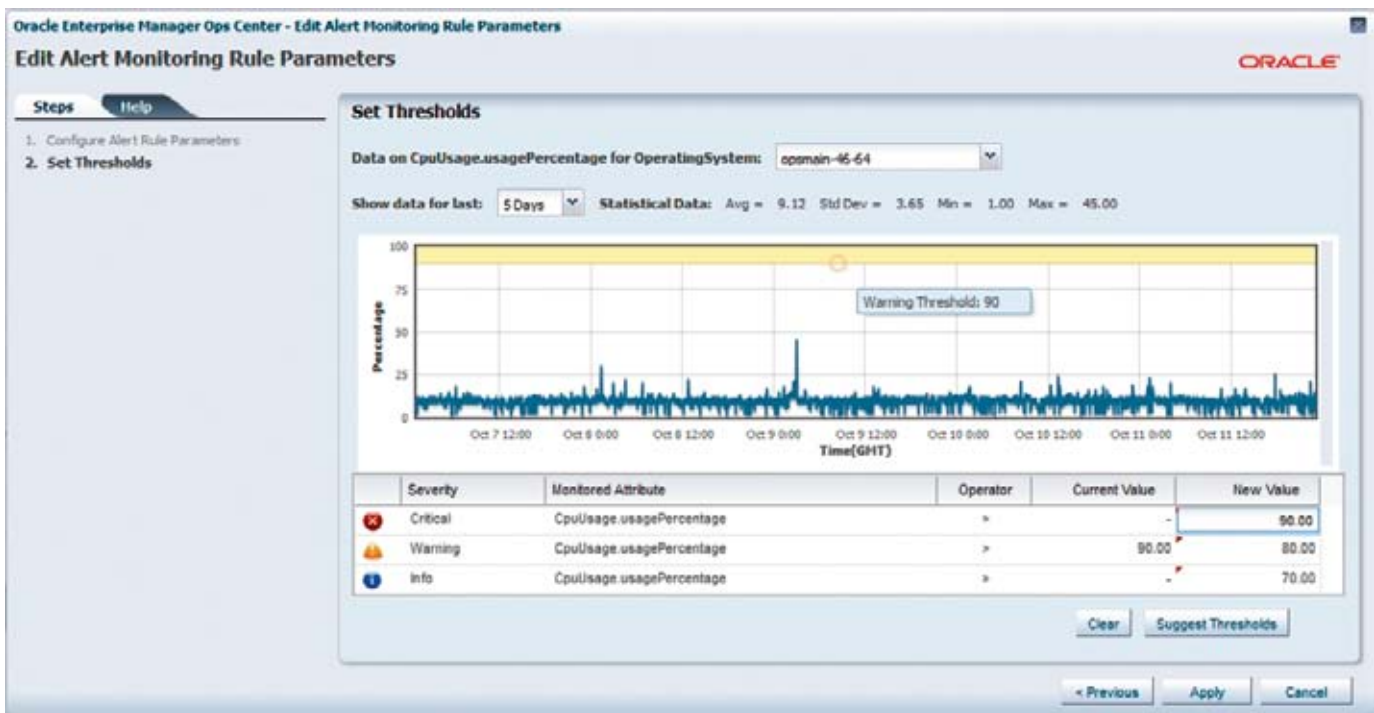 Oracle Enterprise Manager Ops Center - Edit Alert Monitoring Rule Parameters
Edit Alert Monitoring Rule Parameters
ORACLE
Steps Help
1. Configure Alert Rule Parameters
2. Set Thresholds
Set Thresholds
Data on CpuUsage.usagePercentage for OperatingSystem: opsmain-46-64
Show data for last: 5 Days Statistical Data: Avg = 9.12 Std Dev = 3.65 Min = 1.00 Max = 45.00
100
75
50
25
0
Percentage
Warning Threshold: 90
Oct 7 12:00 Oct 8 0:00 Oct 8 12:00 Oct 9 0:00 Oct 9 12:00 Oct 10 0:00 Oct 10 12:00 Oct 11 0:00 Oct 11 12:00
Time(GMT)
Severity Monitored Attribute Operator Current Value New Value
Critical CpuUsage.usagePercentage > - 90.00
Warning CpuUsage.usagePercentage > 90.00 80.00
Info CpuUsage.usagePercentage > - 70.00
Clear Suggest Thresholds
< Previous Apply Cancel